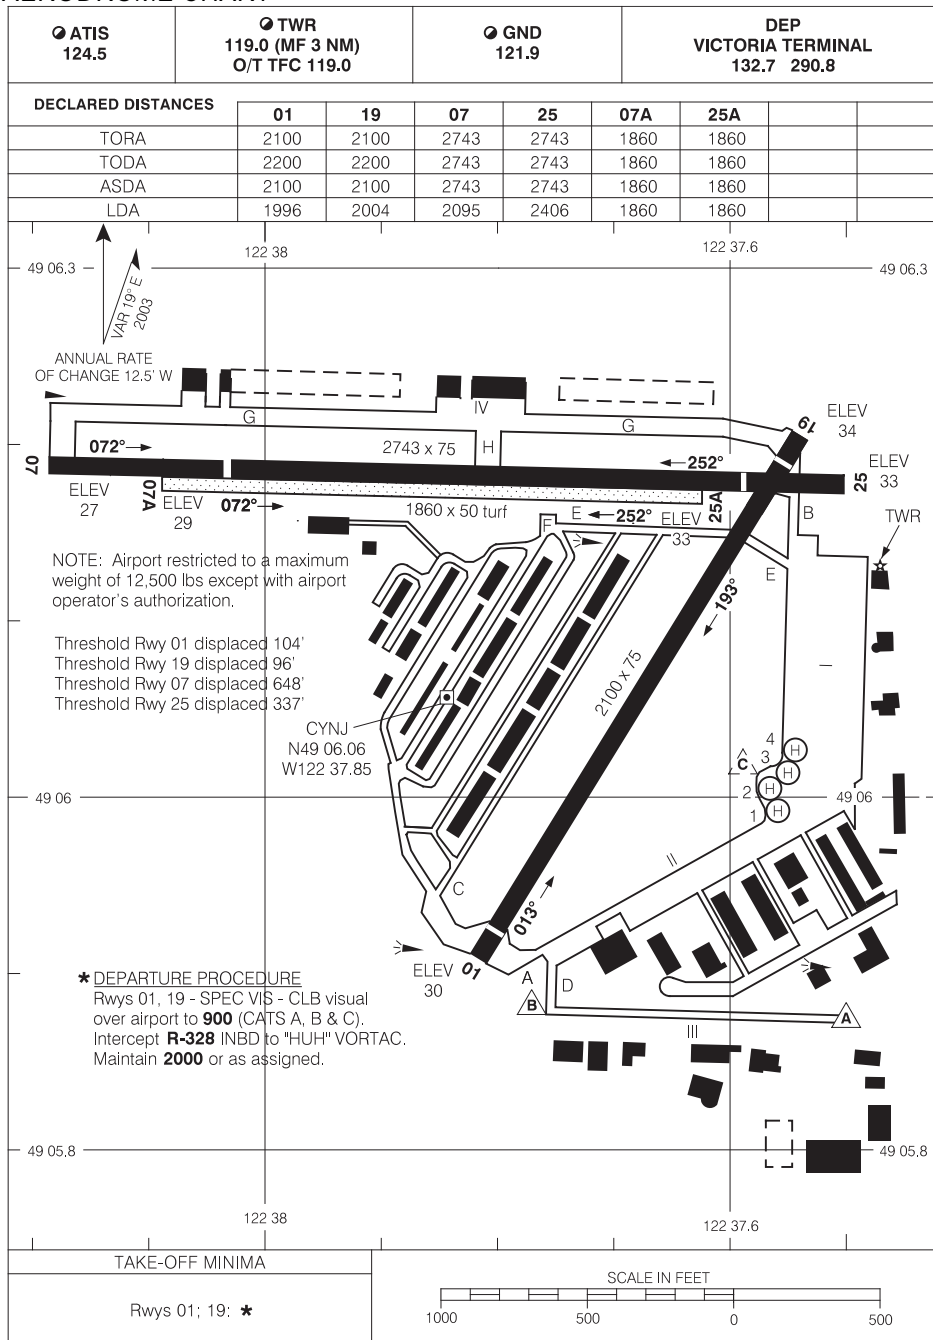 ATIS
124.5
TWR
119.0 (MF 3 NM)
O/T TFC 119.0
GND
121.9
DEP
VICTORIA TERMINAL
132.7 290.8
DECLARED DISTANCES
01 19 07 25 07A 25A
TORA 2100 2100 2743 2743 1860 1860
TODA 2200 2200 2743 2743 1860 1860
ASDA 2100 2100 2743 2743 1860 1860
LDA 1996 2004 2095 2406 1860 1860
122 38
122 37.6
49 06.3
49 06.3
VAR 19° E
2003
ANNUAL RATE
OF CHANGE 12.5' W
G
IV
G
19
ELEV
34
072°
2743 x 75
H
252°
07
ELEV
27
07A
ELEV
29
072°
1860 x 50 turf
E
252°
ELEV
33
25A
25
ELEV
33
B
TWR
F
E
NOTE: Airport restricted to a maximum
weight of 12,500 lbs except with airport
operator's authorization.
193°
2100 x 75
I
Threshold Rwy 01 displaced 104'
Threshold Rwy 19 displaced 96'
Threshold Rwy 07 displaced 648'
Threshold Rwy 25 displaced 337'
CYNJ
N49 06.06
W122 37.85
4
H
C
3
H
2
H
1
H
49 06
49 06
II
C
013°
01
ELEV
30
A
D
B
A
III
* DEPARTURE PROCEDURE
Rwys 01, 19 - SPEC VIS - CLB visual
over airport to 900 (CATS A, B & C).
Intercept R-328 INBD to "HUH" VORTAC.
Maintain 2000 or as assigned.
49 05.8
49 05.8
122 38
122 37.6
TAKE-OFF MINIMA
Rwys 01; 19: *
SCALE IN FEET
1000 500 0 500